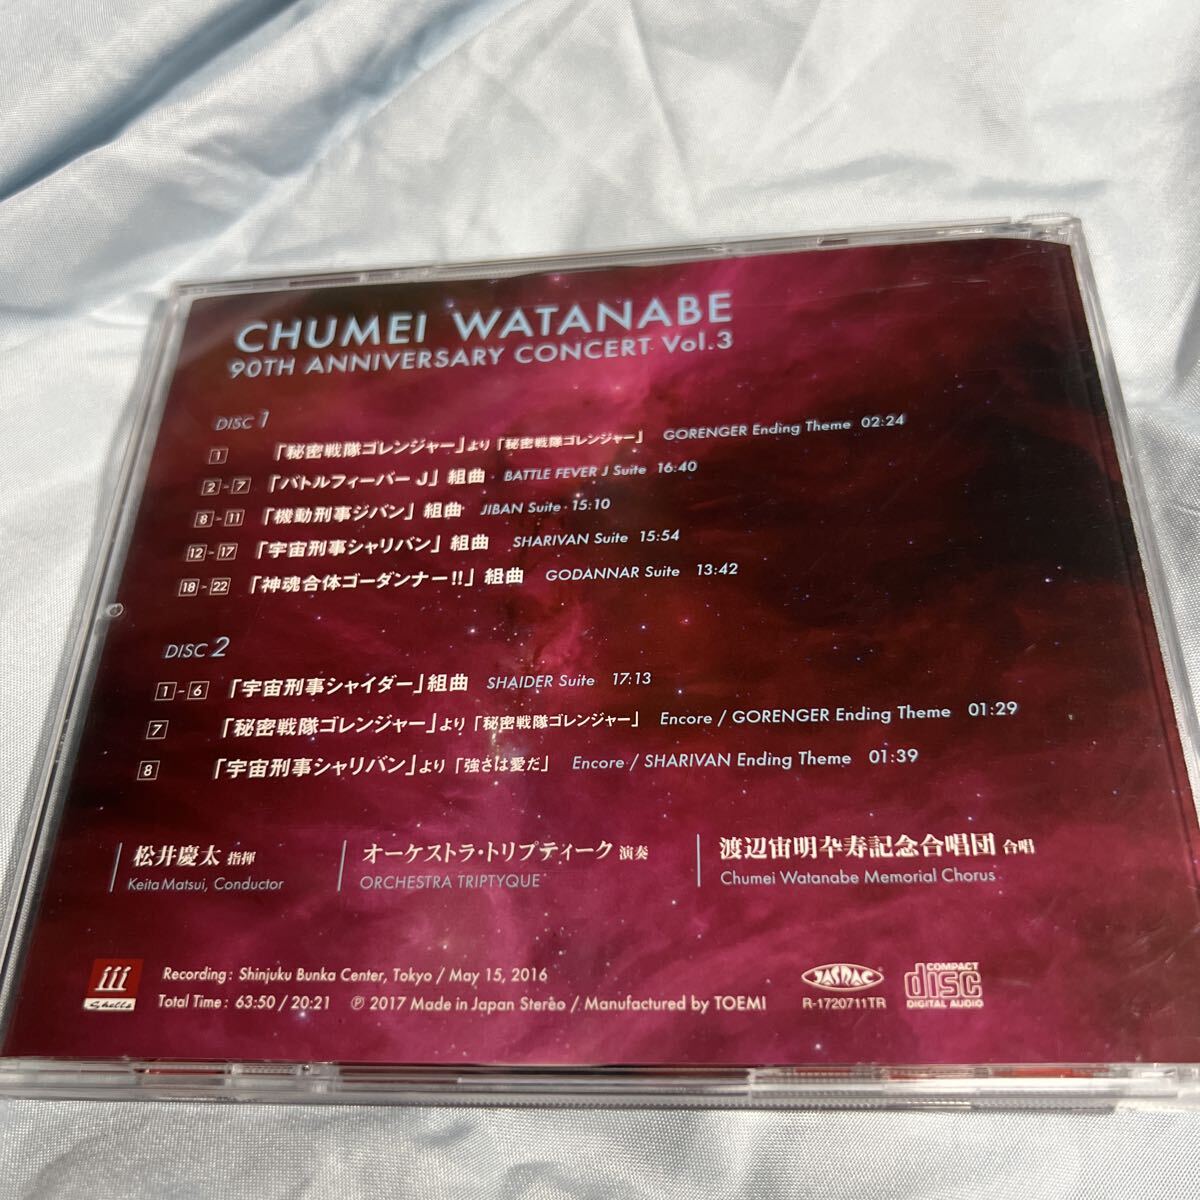 CHUMEI WATANABE
90TH ANNIVERSARY CONCERT Vol.3
DISC 1
1 「秘密戦隊ゴレンジャー」より「秘密戦隊ゴレンジャー」 GORENGER Ending Theme 02:24
2-7 「バトルフィーバー J」組曲 BATTLE FEVER J Suite 16:40
8-11 「機動刑事ジバン」組曲 JIBAN Suite 15:10
12-17 「宇宙刑事シャリバン」組曲 SHARIVAN Suite 15:54
18-22 「神魂合体ゴーダンナー!!」組曲 GODANNAR Suite 13:42
DISC 2
1-6 「宇宙刑事シャイダー」組曲 SHAIDER Suite 17:13
7 「秘密戦隊ゴレンジャー」より「秘密戦隊ゴレンジャー」 Encore / GORENGER Ending Theme 01:29
8 「宇宙刑事シャリバン」より「強さは愛だ」 Encore / SHARIVAN Ending Theme 01:39
松井慶太 指揮
Keita Matsui, Conductor
オーケストラ・トリプティーク 演奏
ORCHESTRA TRIPTYQUE
渡辺宙明卒寿記念合唱団 合唱
Chumei Watanabe Memorial Chorus
iii
3 Shells
Recording: Shinjuku Bunka Center, Tokyo / May 15, 2016
Total Time: 63:50 / 20:21 Ⓟ 2017 Made in Japan Stereo / Manufactured by TOEMI
JASRAC
R-1720711TR
COMPACT
disc
DIGITAL AUDIO